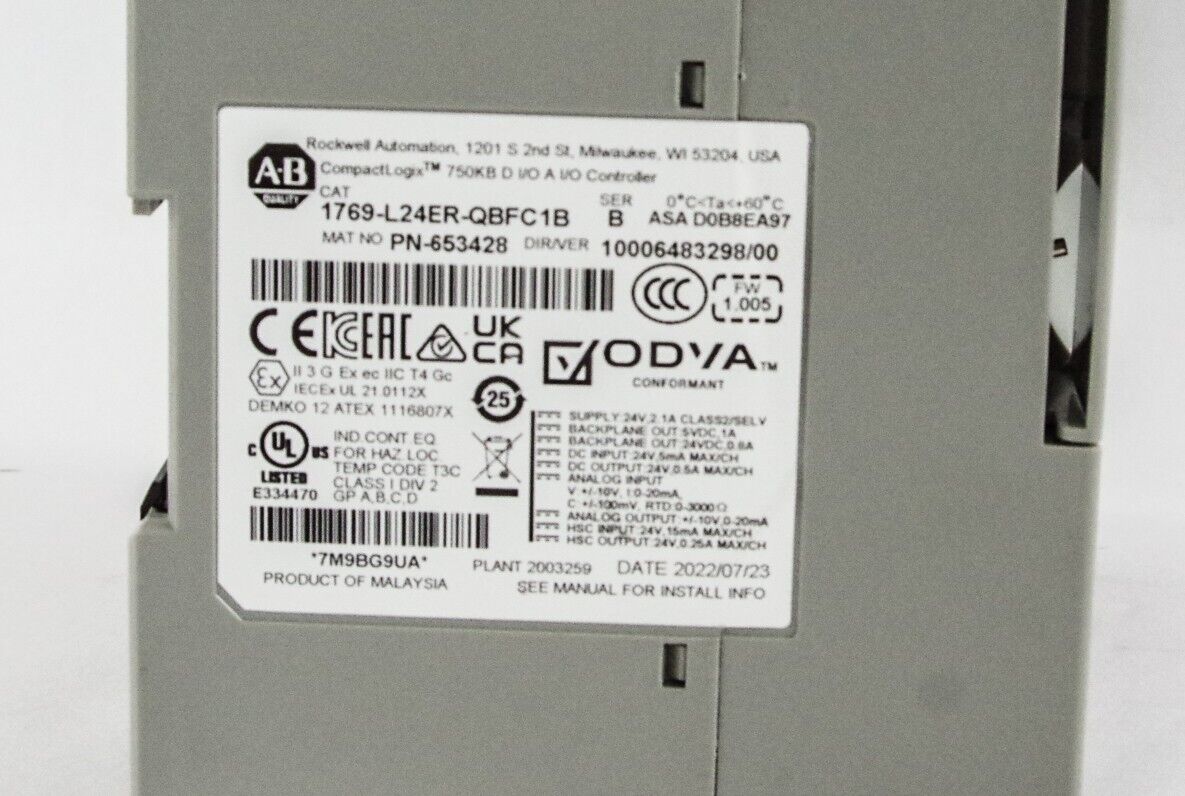 Rockwell Automation, 1201 S 2nd St, Milwaukee, WI 53204, USA
A·B
QUALITY
CompactLogix™ 750KB D I/O A I/O Controller
CAT
1769-L24ER-QBFC1B
SER
B
0°C<Ta<+60°C
ASA D0B8EA97
MAT NO PN-653428 DIR/VER 10006483298/00
CCC
FW
1.005
CE EAC
UK
CA
ODVA™
CONFORMANT
Ex
II 3 G Ex ec IIC T4 Gc
IECEx UL 21.0112X
DEMKO 12 ATEX 1116807X
25
C UL US
LISTED
E334470
IND.CONT.EQ
FOR HAZ.LOC.
TEMP CODE T3C
CLASS I DIV 2
GP A,B,C,D
SUPPLY:24V,2.1A CLASS2/SELV
BACKPLANE OUT:5VDC,1A
BACKPLANE OUT:24VDC,0.8A
DC INPUT:24V,5mA MAX/CH
DC OUTPUT:24V,0.5A MAX/CH
ANALOG INPUT
V:+/-10V, I:0-20mA,
C:+/-100mV, RTD:0-3000Ω
ANALOG OUTPUT:+/-10V,0-20mA
HSC INPUT:24V,15mA MAX/CH
HSC OUTPUT:24V,0.25A MAX/CH
*7M9BG9UA*
PLANT 2003259 DATE 2022/07/23
PRODUCT OF MALAYSIA
SEE MANUAL FOR INSTALL INFO